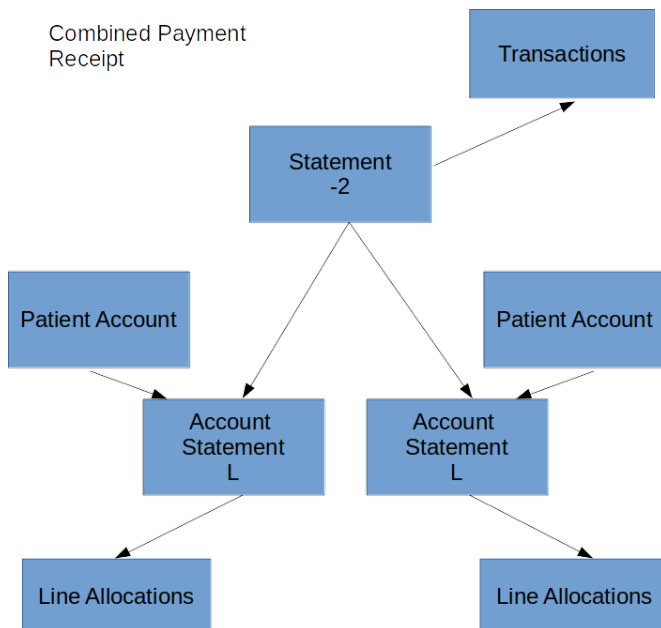 Combined Payment
Receipt
Transactions
Statement
-2
Patient Account
Patient Account
Account
Statement
L
Account
Statement
L
Line Allocations
Line Allocations